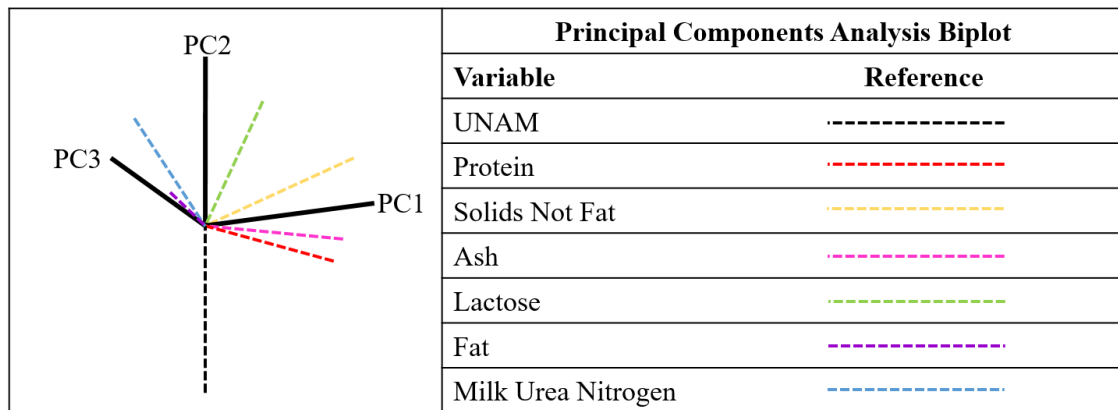 PC2
PC3
PC1
Principal Components Analysis Biplot
Variable Reference
UNAM
Protein
Solids Not Fat
Ash
Lactose
Fat
Milk Urea Nitrogen